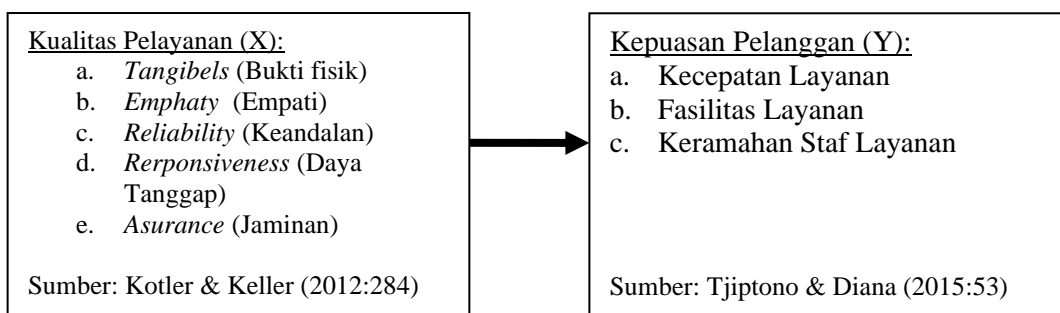 Kualitas Pelayanan (X):
a. Tangibels (Bukti fisik)
b. Emphaty (Empati)
c. Reliability (Keandalan)
d. Rerponsiveness (Daya
Tanggap)
e. Asurance (Jaminan)
Sumber: Kotler & Keller (2012:284)
Kepuasan Pelanggan (Y):
a. Kecepatan Layanan
b. Fasilitas Layanan
c. Keramahan Staf Layanan
Sumber: Tjiptono & Diana (2015:53)